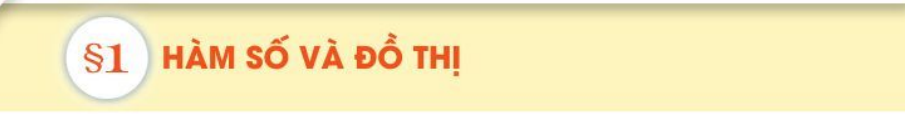 §1 HÀM SỐ VÀ ĐỒ THỊ